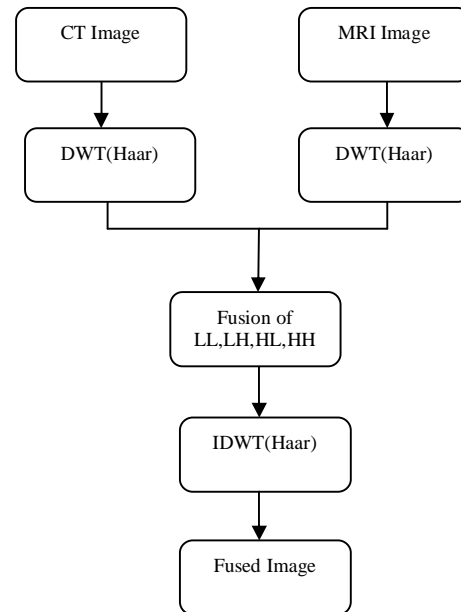 CT Image
MRI Image
DWT(Haar)
DWT(Haar)
Fusion of
LL,LH,HL,HH
IDWT(Haar)
Fused Image